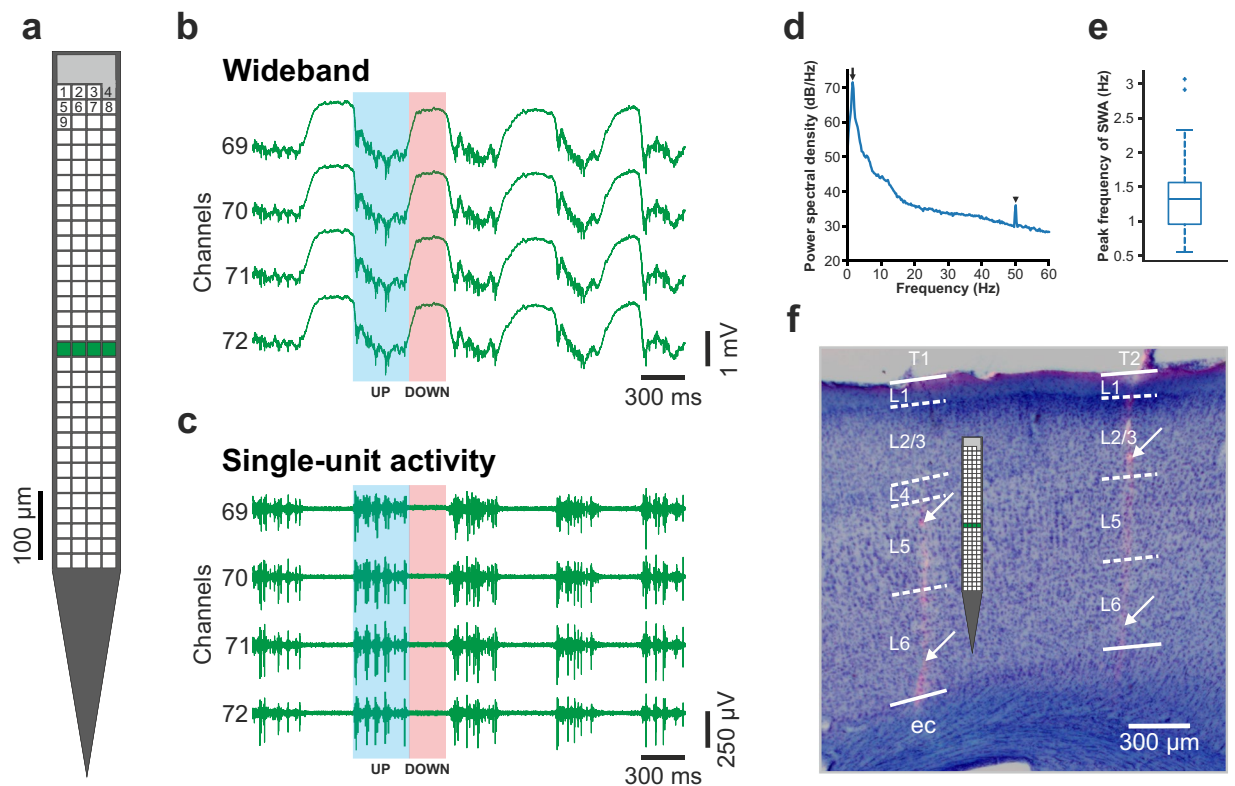 a
1 2 3 4
5 6 7 8
9
100 µm
b
Wideband
Channels
69
70
71
72
UP DOWN
1 mV
300 ms
c
Single-unit activity
Channels
69
70
71
72
UP DOWN
250 µV
300 ms
d
Power spectral density (dB/Hz)
70
60
50
40
30
20
0 10 20 30 40 50 60
Frequency (Hz)
e
Peak frequency of SWA (Hz)
3
2.5
2
1.5
1
0.5
f
T1
L1
L2/3
L4
L5
L6
ec
T2
L1
L2/3
L5
L6
300 µm